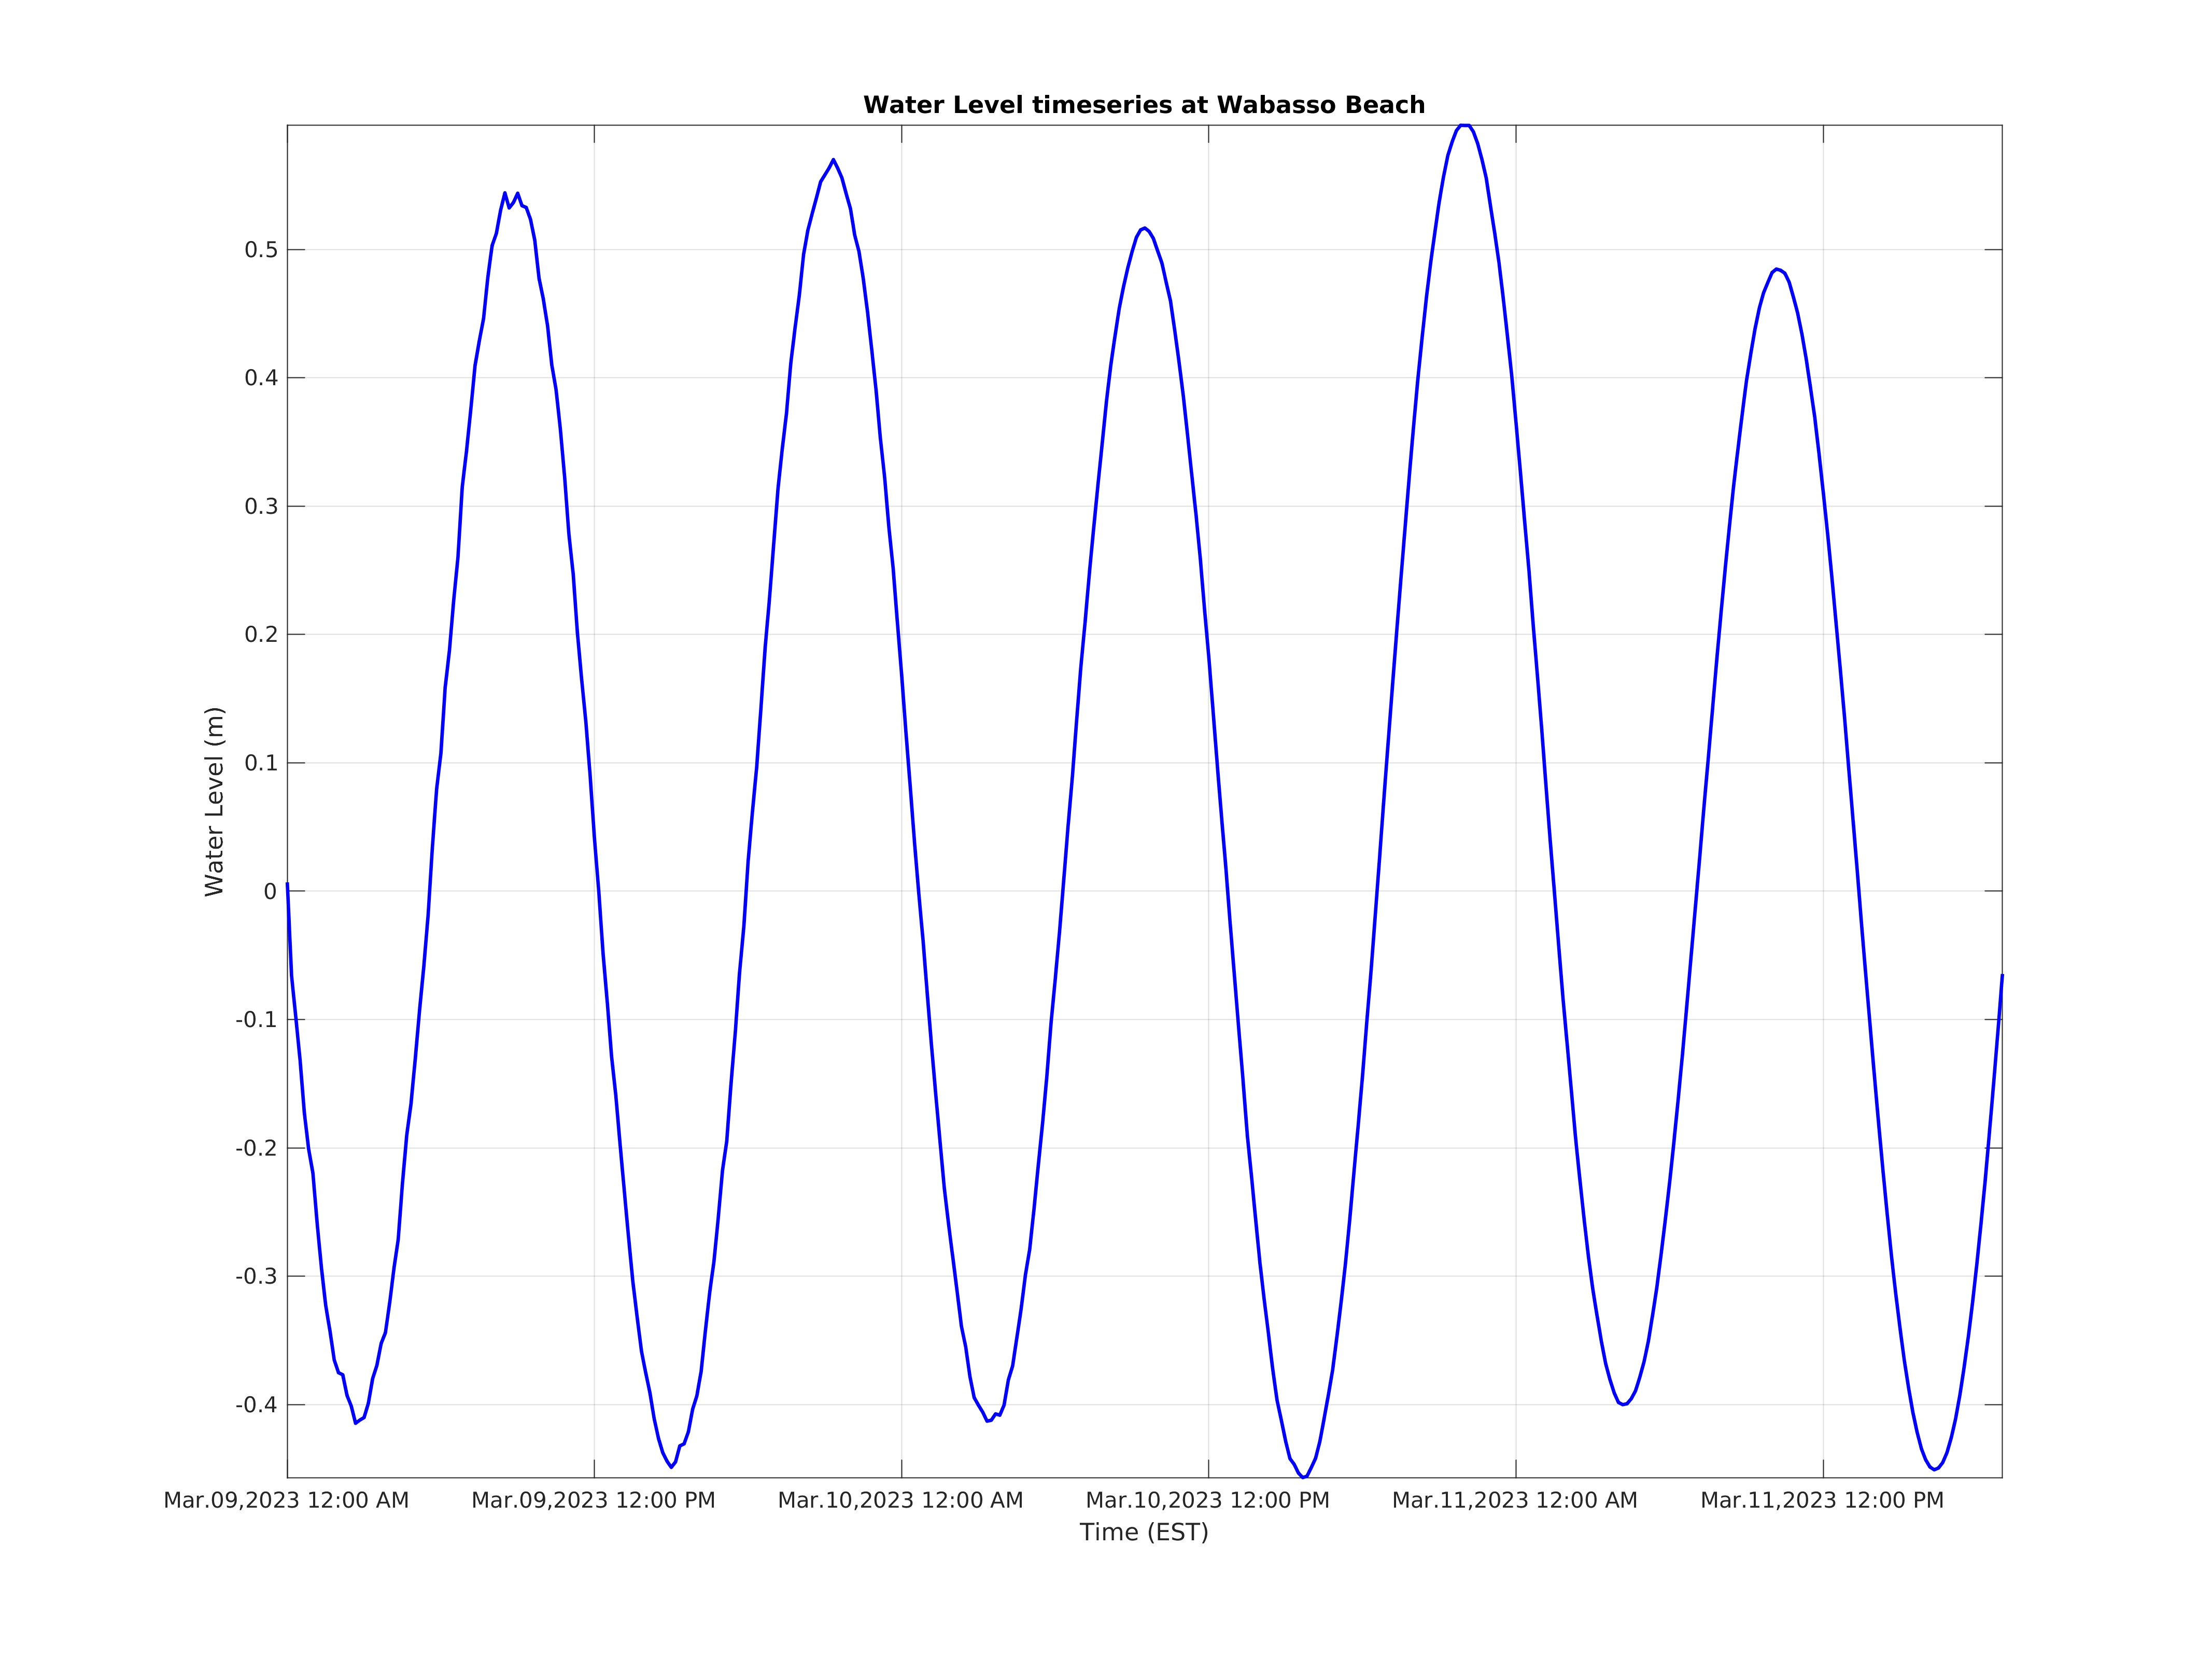 Water Level timeseries at Wabasso Beach
Water Level (m)
0.5
0.4
0.3
0.2
0.1
0
-0.1
-0.2
-0.3
-0.4
Mar.09,2023 12:00 AM
Mar.09,2023 12:00 PM
Mar.10,2023 12:00 AM
Mar.10,2023 12:00 PM
Mar.11,2023 12:00 AM
Mar.11,2023 12:00 PM
Time (EST)